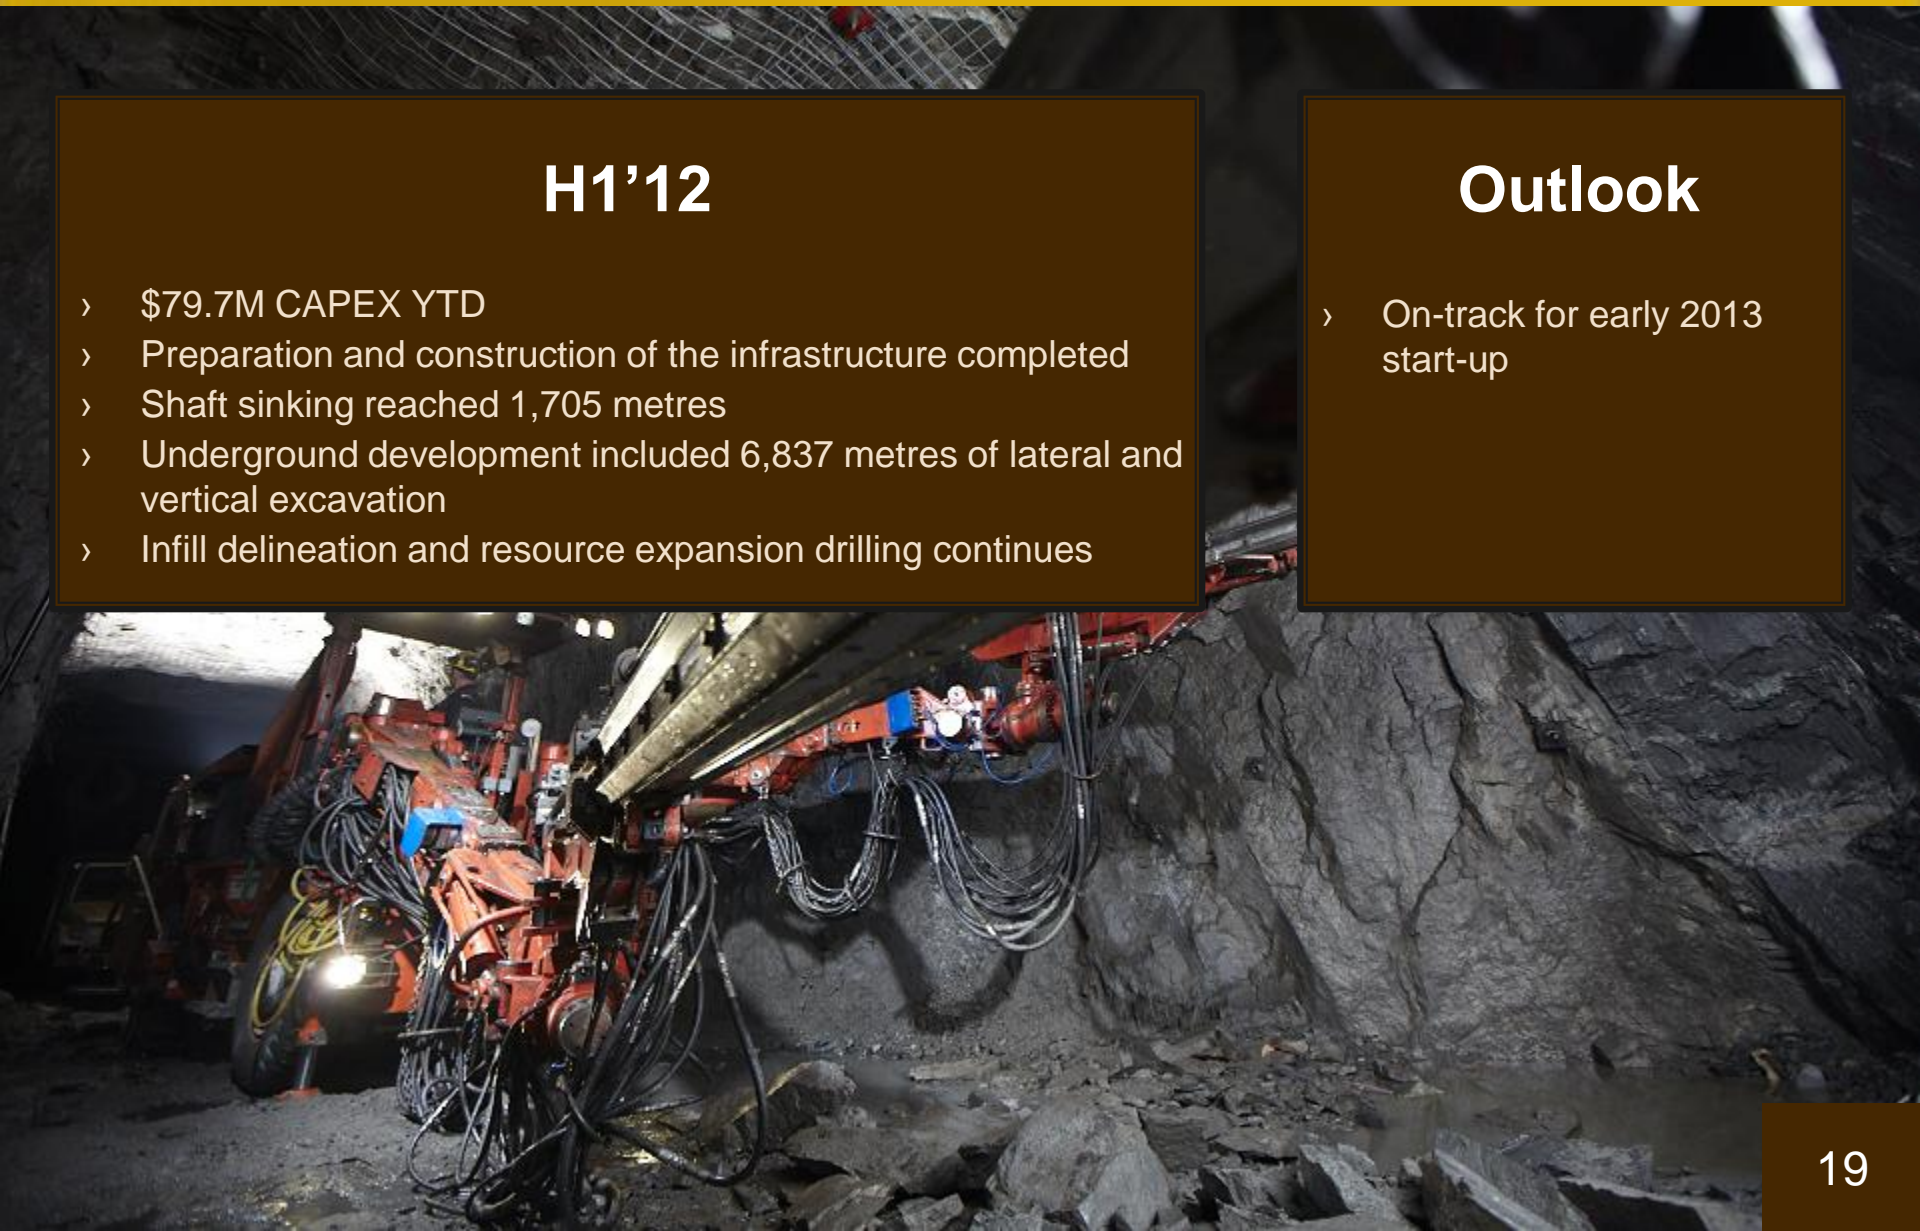 H1’12
› $79.7M CAPEX YTD
› Preparation and construction of the infrastructure completed
› Shaft sinking reached 1,705 metres
› Underground development included 6,837 metres of lateral and
vertical excavation
› Infill delineation and resource expansion drilling continues
Outlook
› On-track for early 2013
start-up
19